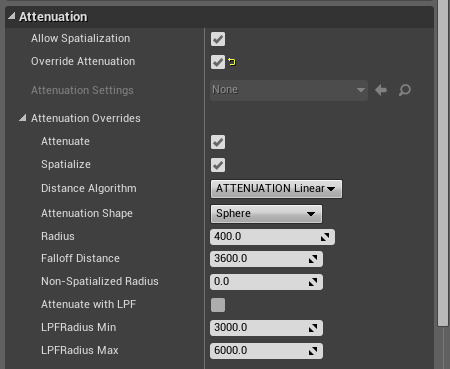 Attenuation
Allow Spatialization
Override Attenuation
Attenuation Settings None
Attenuation Overrides
Attenuate
Spatialize
Distance Algorithm ATTENUATION Linear
Attenuation Shape Sphere
Radius 400.0
Falloff Distance 3600.0
Non-Spatialized Radius 0.0
Attenuate with LPF
LPFRadius Min 3000.0
LPFRadius Max 6000.0